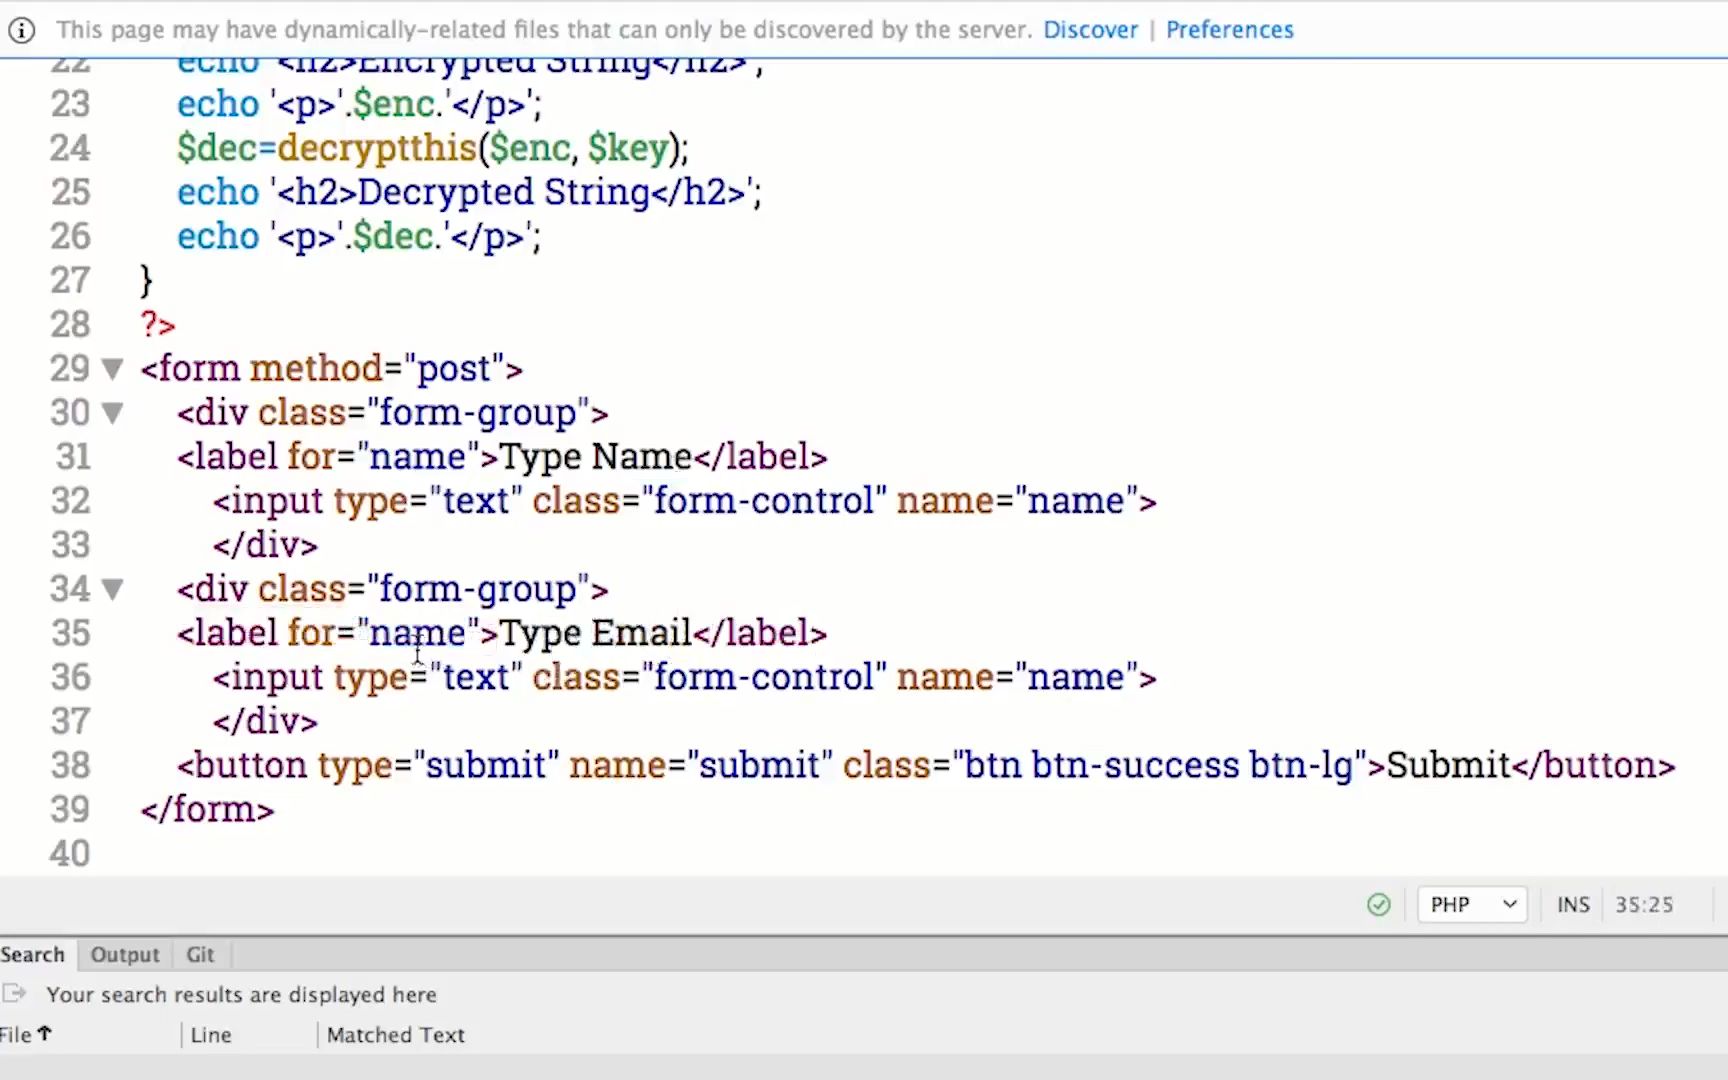 This page may have dynamically-related files that can only be discovered by the server. Discover | Preferences
22 echo '<h2>Encrypted String</h2>';
23 echo '<p>'.$enc.'</p>';
24 $dec=decryptthis($enc, $key);
25 echo '<h2>Decrypted String</h2>';
26 echo '<p>'.$dec.'</p>';
27 }
28 ?>
29 <form method="post">
30 <div class="form-group">
31 <label for="name">Type Name</label>
32 <input type="text" class="form-control" name="name">
33 </div>
34 <div class="form-group">
35 <label for="name">Type Email</label>
36 <input type="text" class="form-control" name="name">
37 </div>
38 <button type="submit" name="submit" class="btn btn-success btn-lg">Submit</button>
39 </form>
40
PHP INS 35:25
Search Output Git
Your search results are displayed here
File Line Matched Text